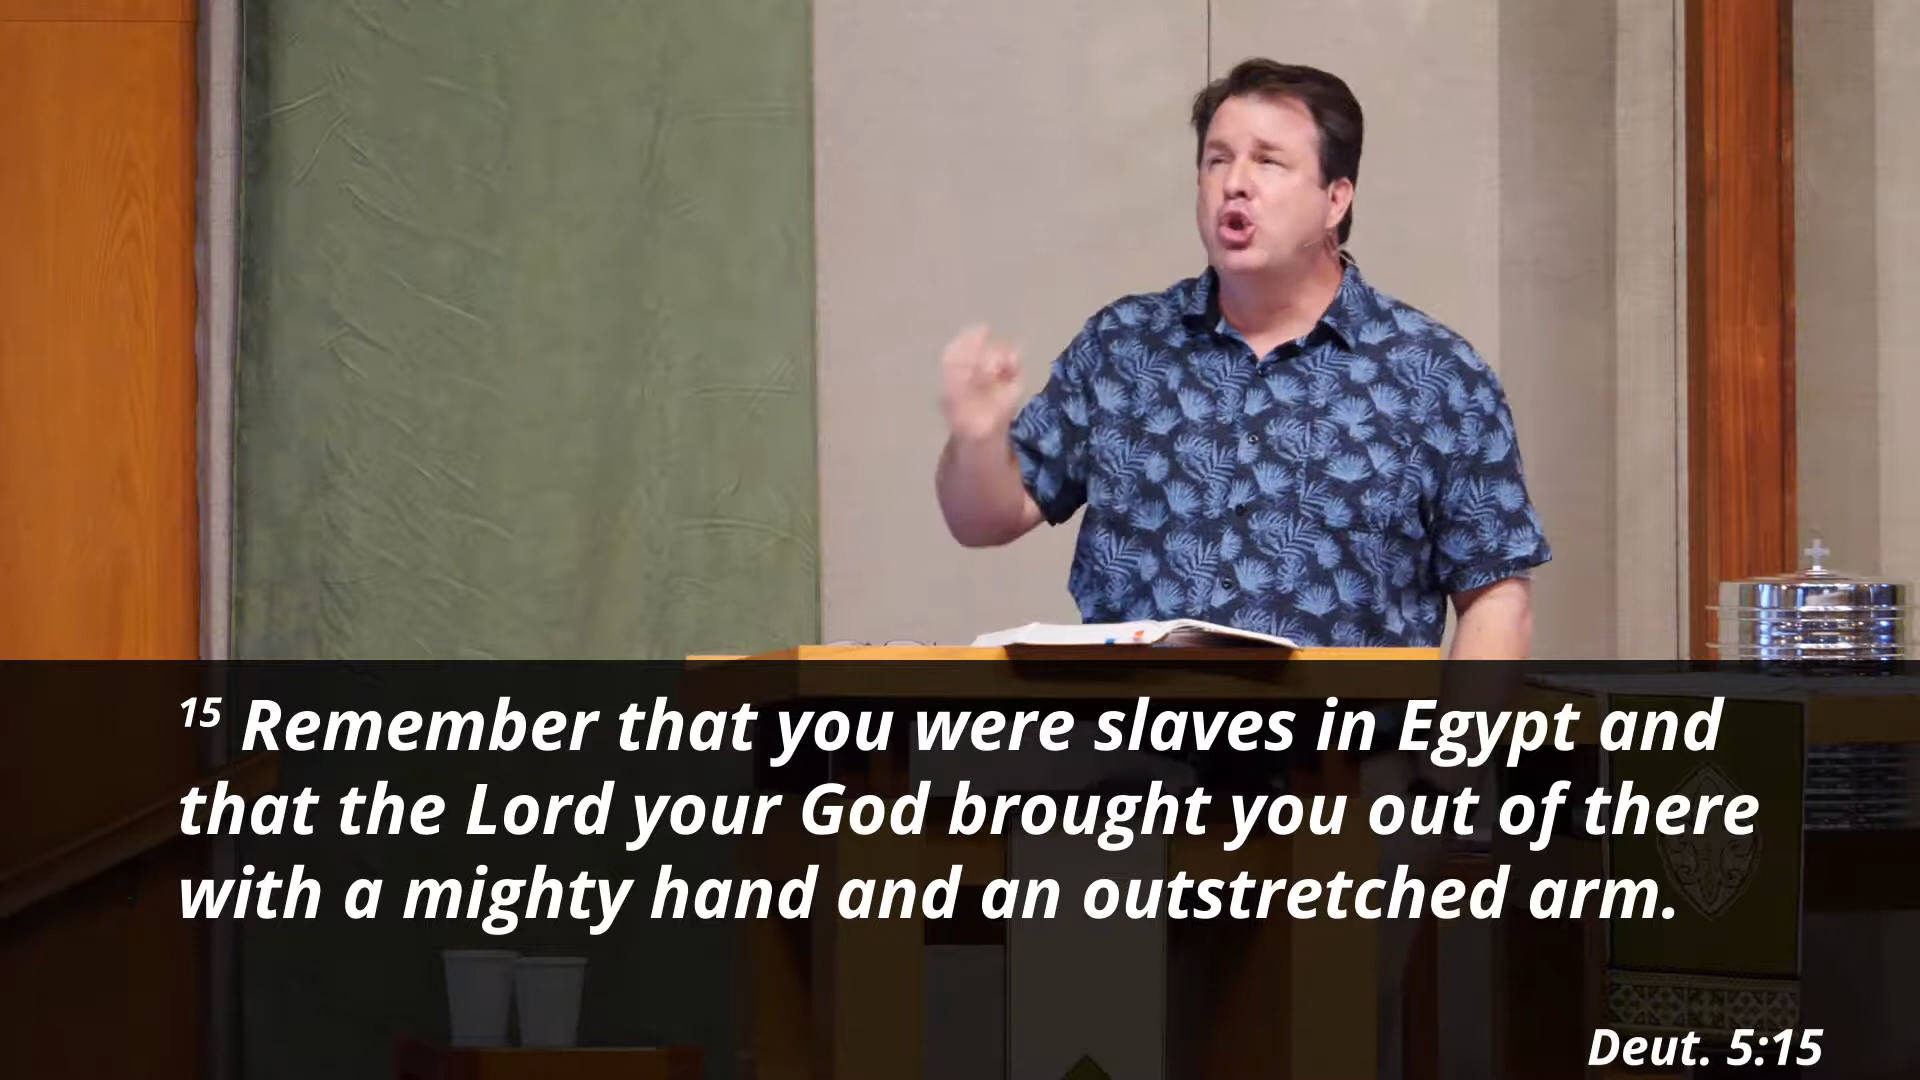 15 Remember that you were slaves in Egypt and
that the Lord your God brought you out of there
with a mighty hand and an outstretched arm.
Deut. 5:15